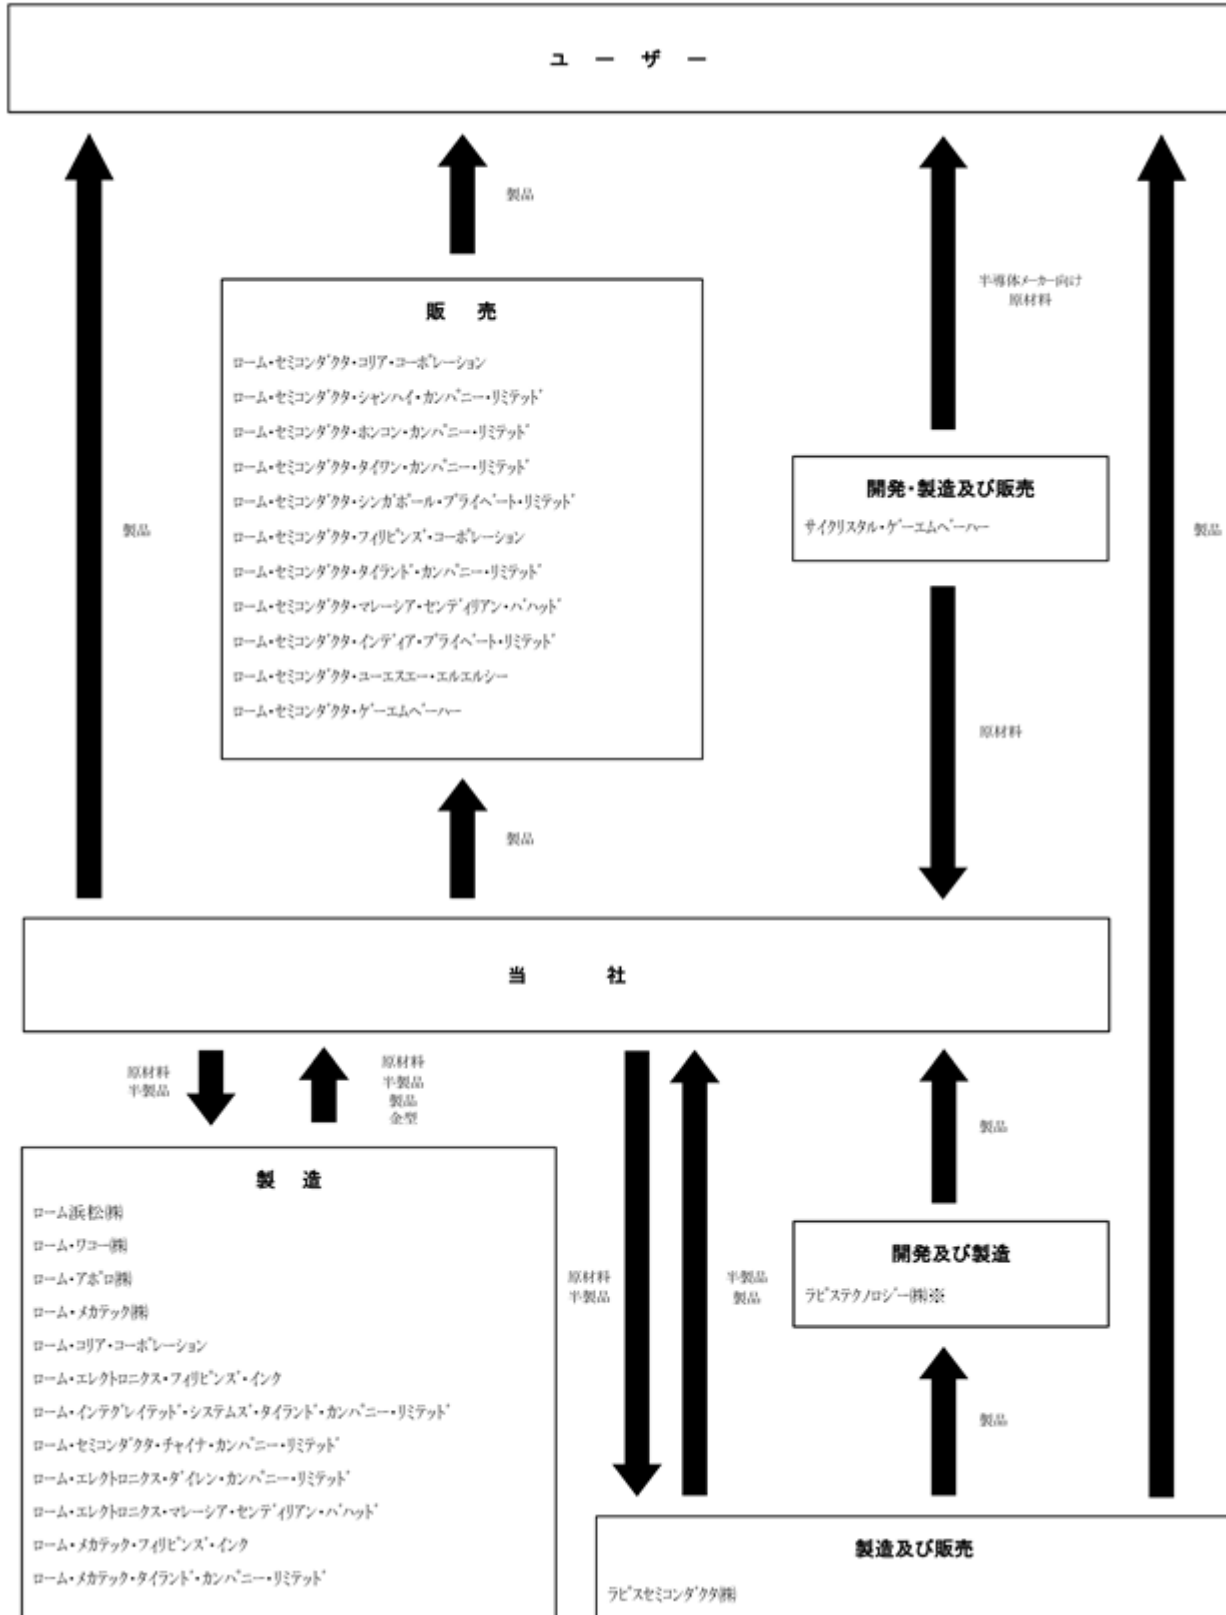 ユーザー
製品
半導体メーカー向け
原材料
販売
ローム・セミコンダクタ・コリア・コーポレーション
ローム・セミコンダクタ・シャンハイ・カンパニー・リミテッド
ローム・セミコンダクタ・ホンコン・カンパニー・リミテッド
ローム・セミコンダクタ・タイワン・カンパニー・リミテッド
ローム・セミコンダクタ・シンガポール・プライベート・リミテッド
ローム・セミコンダクタ・フィリピンズ・コーポレーション
ローム・セミコンダクタ・タイランド・カンパニー・リミテッド
ローム・セミコンダクタ・マレーシア・センディリアン・バハッド
ローム・セミコンダクタ・インディア・プライベート・リミテッド
ローム・セミコンダクタ・ユーエスエー・エルエルシー
ローム・セミコンダクタ・ゲーエムベーハー
開発・製造及び販売
サイクリスタル・ゲーエムベーハー
製品
製品
原材料
製品
当社
原材料
半製品
原材料
半製品
製品
金型
製品
製造
ローム浜松㈱
ローム・ワコー㈱
ローム・アポロ㈱
ローム・メカテック㈱
ローム・コリア・コーポレーション
ローム・エレクトロニクス・フィリピンズ・インク
ローム・インテグレイテッド・システムズ・タイランド・カンパニー・リミテッド
ローム・セミコンダクタ・チャイナ・カンパニー・リミテッド
ローム・エレクトロニクス・ダイレン・カンパニー・リミテッド
ローム・エレクトロニクス・マレーシア・センディリアン・バハッド
ローム・メカテック・フィリピンズ・インク
ローム・メカテック・タイランド・カンパニー・リミテッド
原材料
半製品
半製品
製品
開発及び製造
ラピステクノロジー㈱※
製品
製造及び販売
ラピスセミコンダクタ㈱